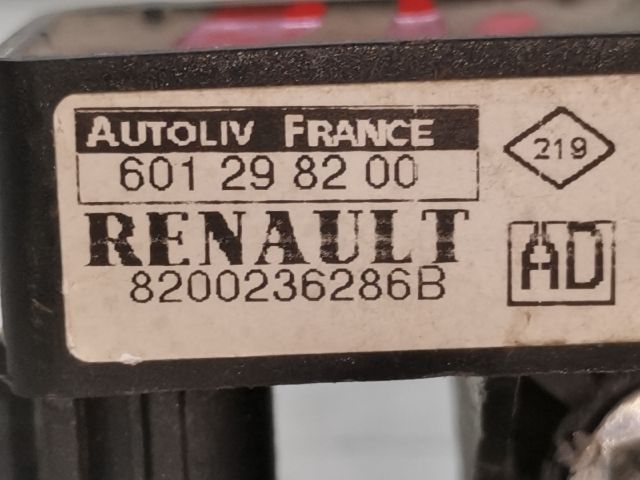 AUTOLIV FRANCE
601 29 82 00
219
RENAULT
8200236286B
AD